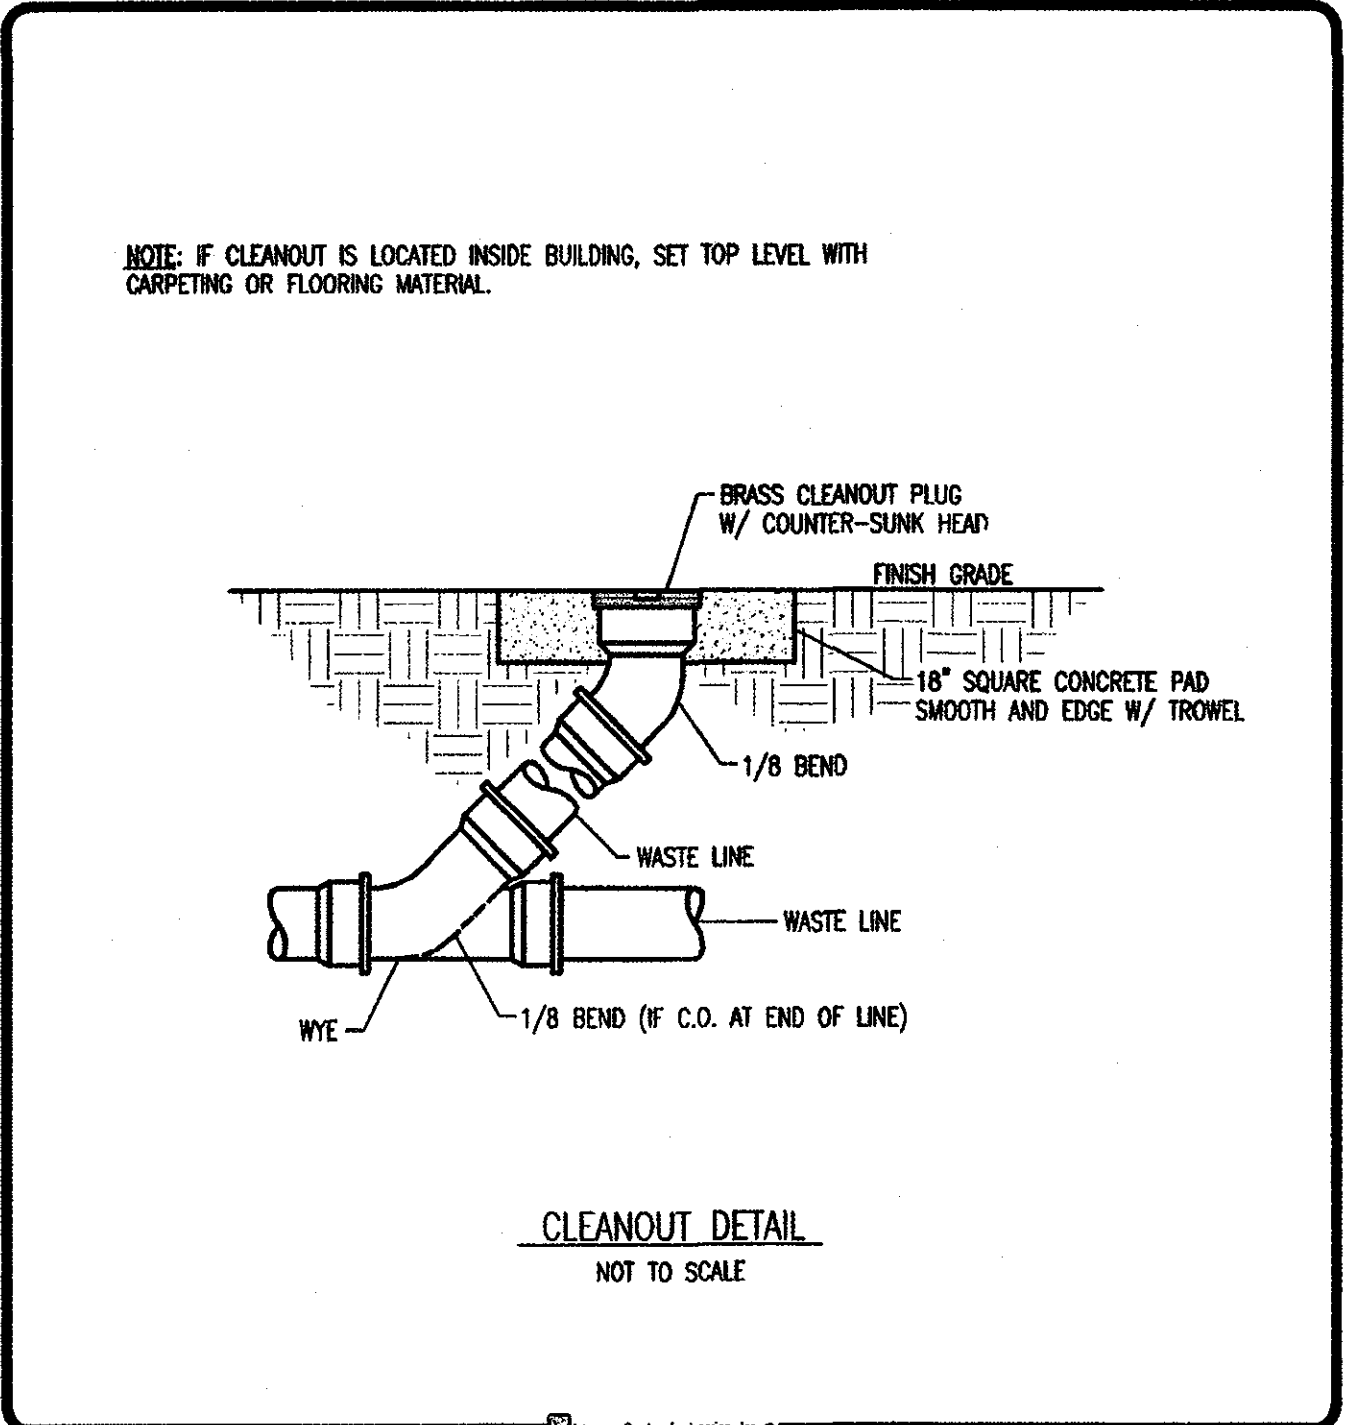 NOTE: IF CLEANOUT IS LOCATED INSIDE BUILDING, SET TOP LEVEL WITH
CARPETING OR FLOORING MATERIAL.
BRASS CLEANOUT PLUG
W/ COUNTER-SUNK HEAD
FINISH GRADE
18" SQUARE CONCRETE PAD
SMOOTH AND EDGE W/ TROWEL
1/8 BEND
WASTE LINE
WASTE LINE
1/8 BEND (IF C.O. AT END OF LINE)
WYE
CLEANOUT DETAIL
NOT TO SCALE